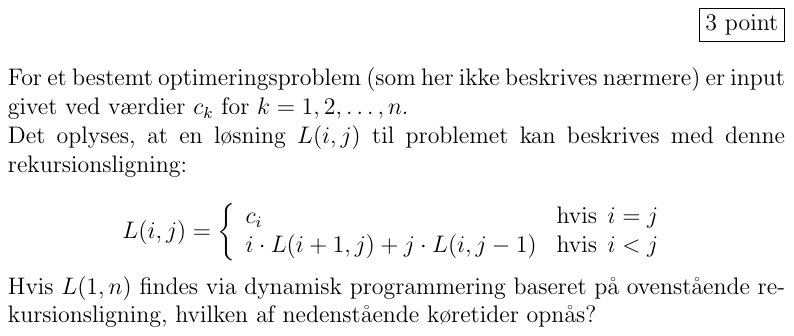 3 point
For et bestemt optimeringsproblem (som her ikke beskrives nærmere) er input
givet ved værdier c_k for k = 1, 2, . . . , n.
Det oplyses, at en løsning L(i, j) til problemet kan beskrives med denne
rekursionsligning:
L(i, j) = { c_i hvis i = j
i · L(i + 1, j) + j · L(i, j − 1) hvis i < j
Hvis L(1, n) findes via dynamisk programmering baseret på ovenstående re-
kursionsligning, hvilken af nedenstående køretider opnås?